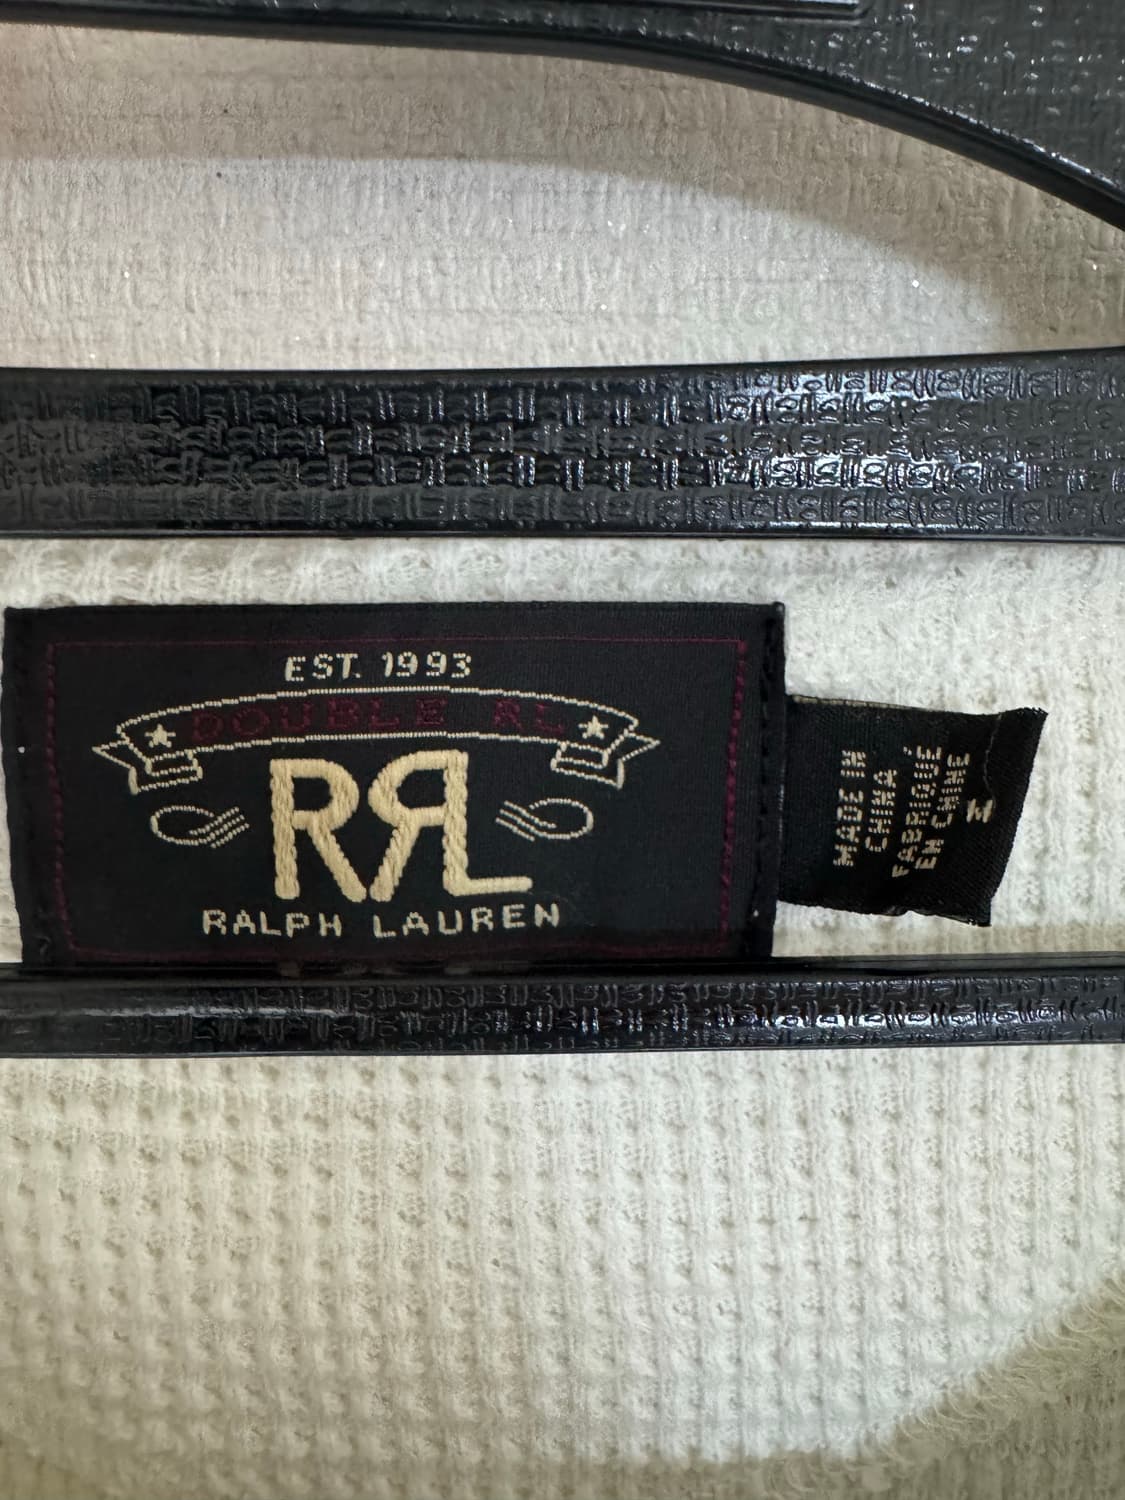 EST. 1993
DOUBLE RL
RRL
RALPH LAUREN
MADE IN
CHINA
FABRIQUÉ
EN CHINE
M